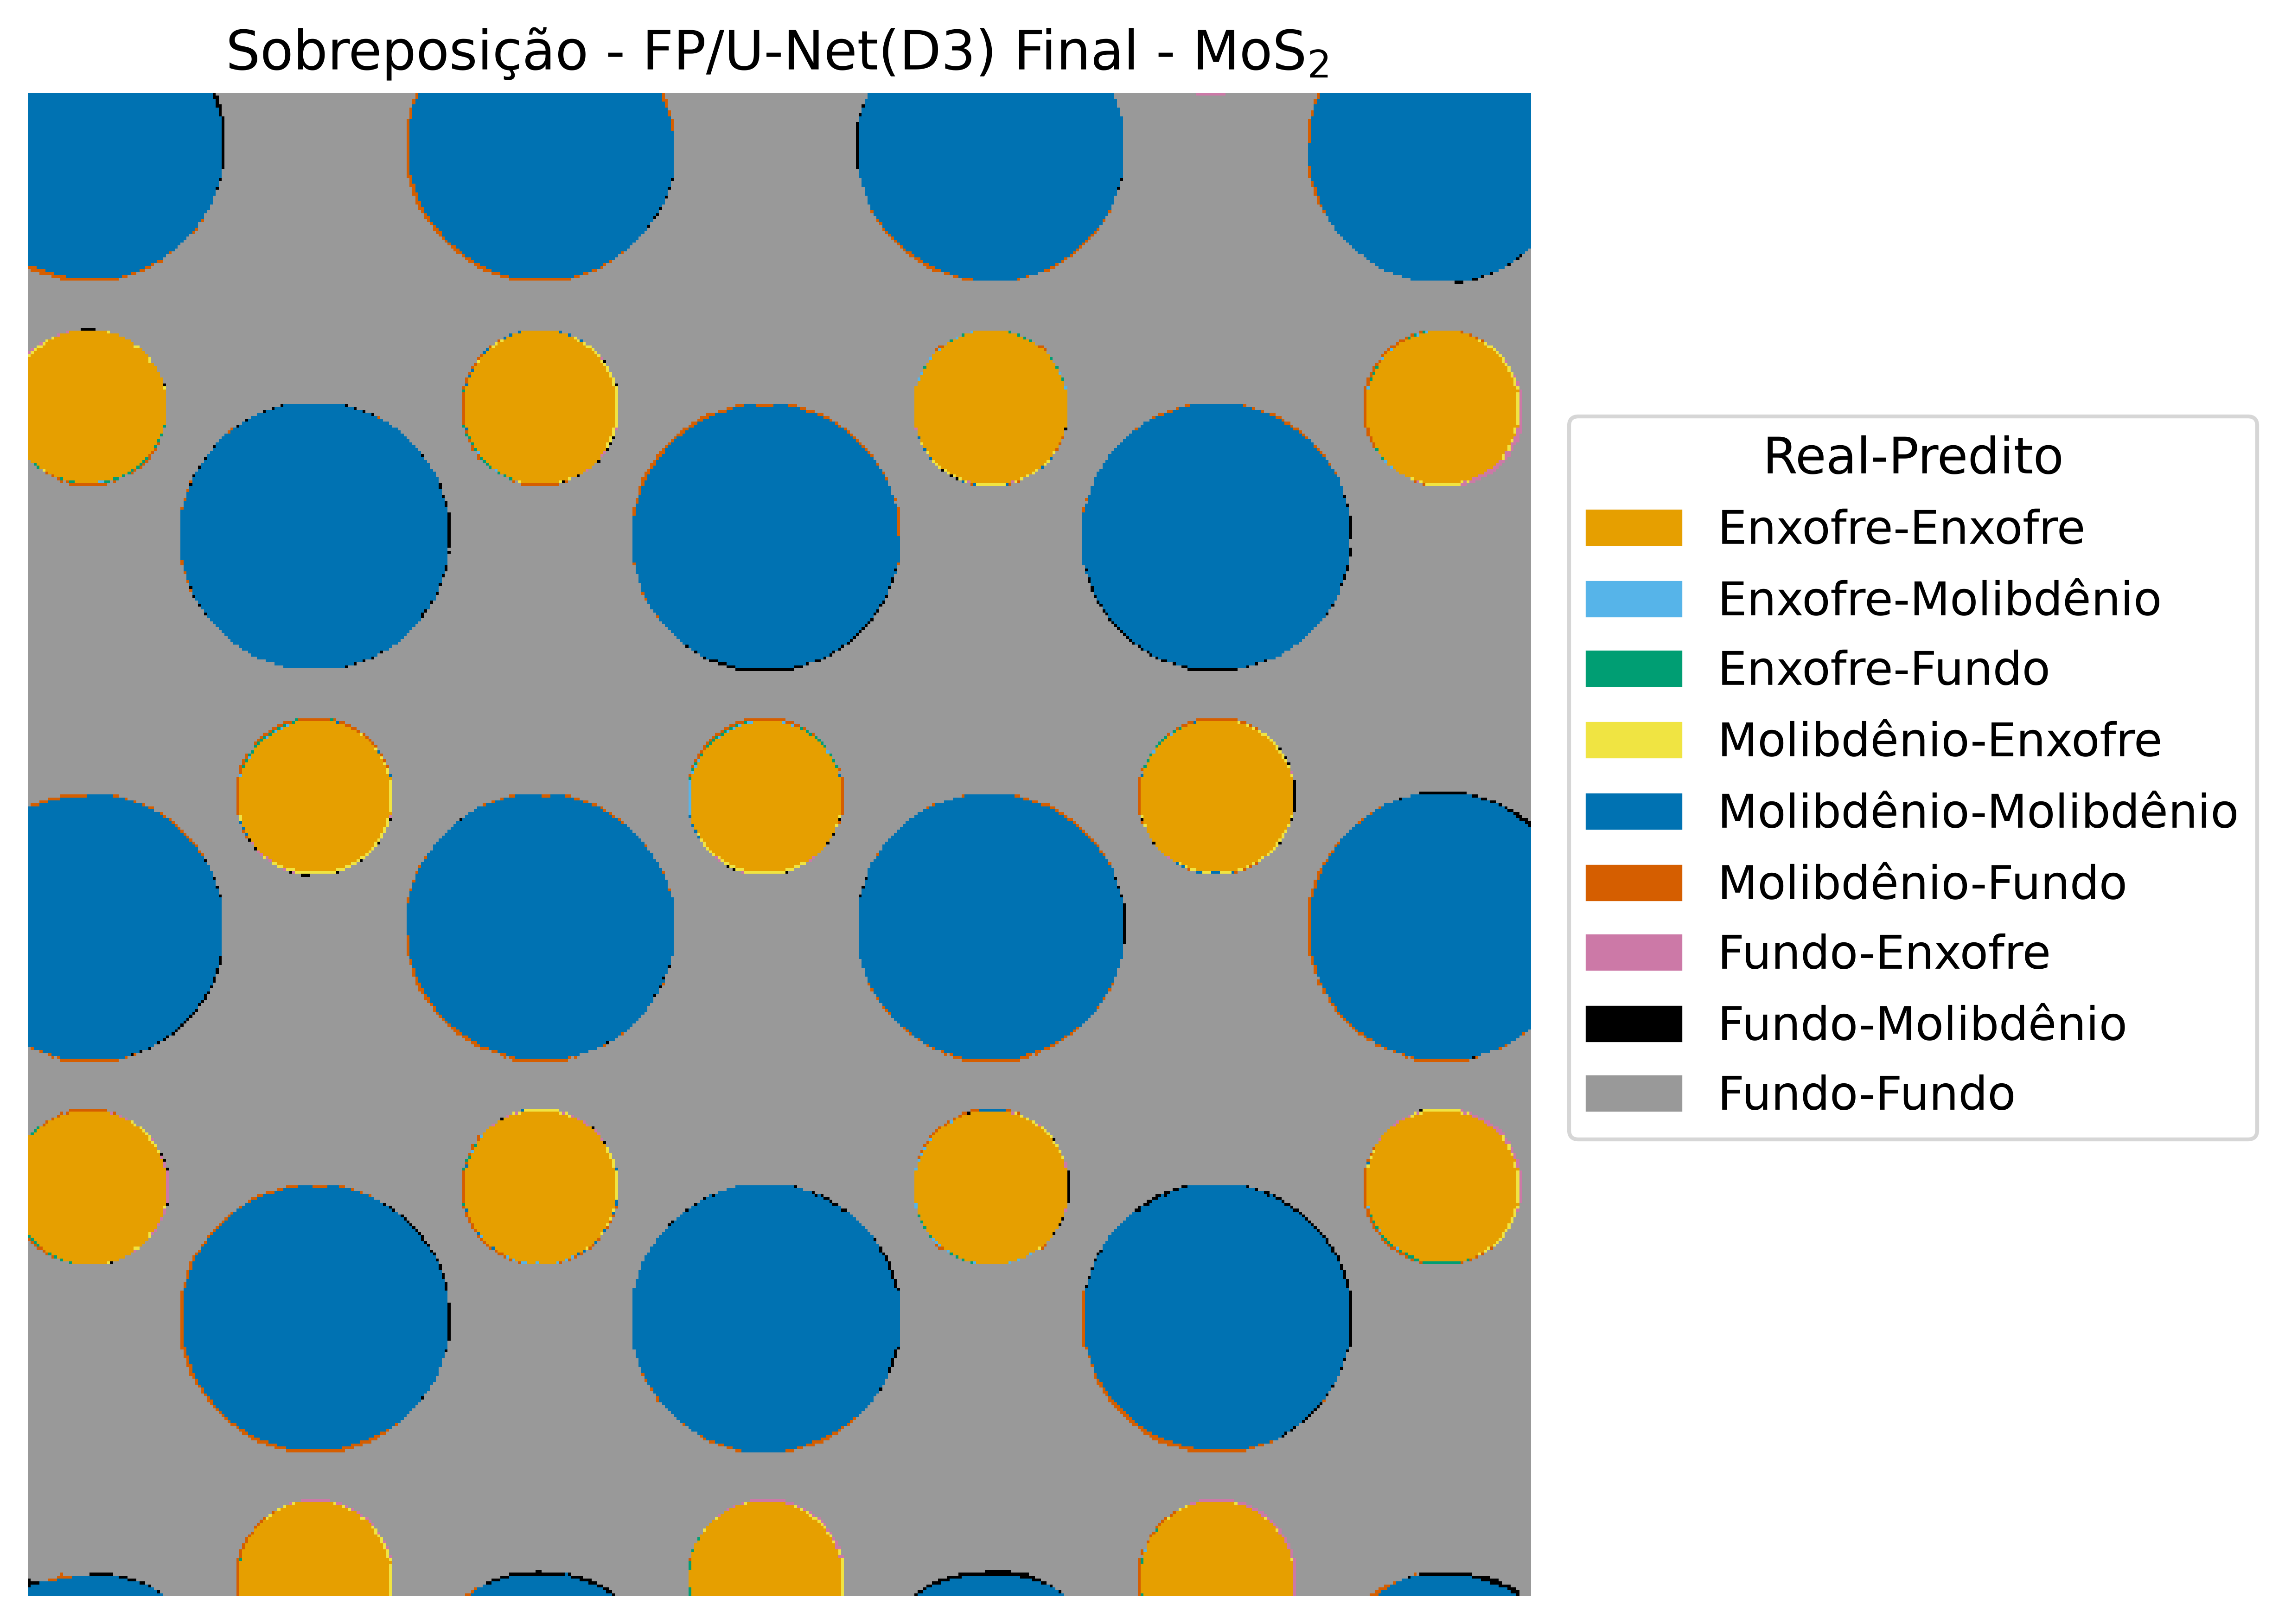 Sobreposição - FP/U-Net(D3) Final - MoS₂
Real-Predito
Enxofre-Enxofre
Enxofre-Molibdênio
Enxofre-Fundo
Molibdênio-Enxofre
Molibdênio-Molibdênio
Molibdênio-Fundo
Fundo-Enxofre
Fundo-Molibdênio
Fundo-Fundo